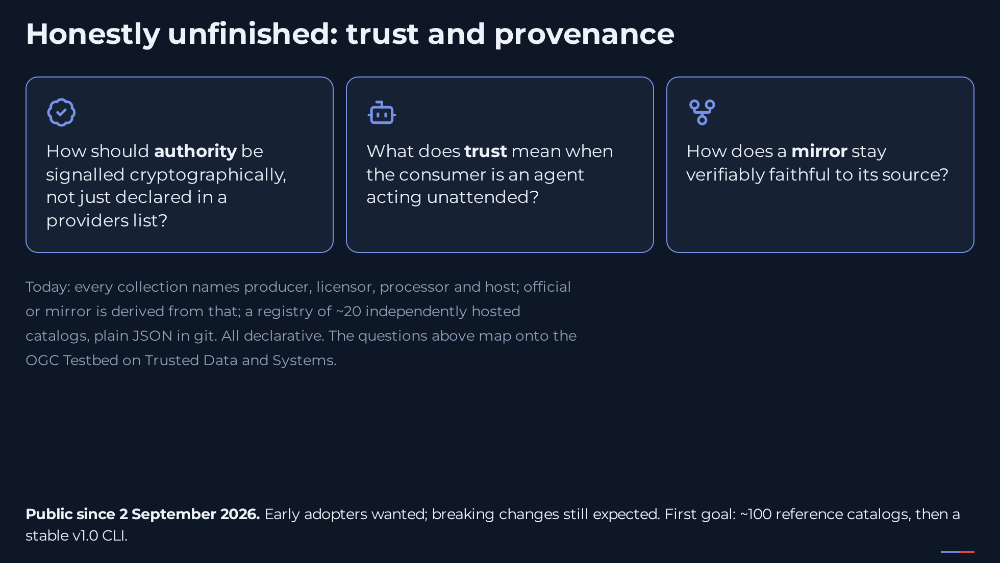 Honestly unfinished: trust and provenance
How should authority be
signalled cryptographically,
not just declared in a
providers list?
What does trust mean when
the consumer is an agent
acting unattended?
How does a mirror stay
verifiably faithful to its source?
Today: every collection names producer, licensor, processor and host; official
or mirror is derived from that; a registry of ~20 independently hosted
catalogs, plain JSON in git. All declarative. The questions above map onto the
OGC Testbed on Trusted Data and Systems.
Public since 2 September 2026. Early adopters wanted; breaking changes still expected. First goal: ~100 reference catalogs, then a
stable v1.0 CLI.